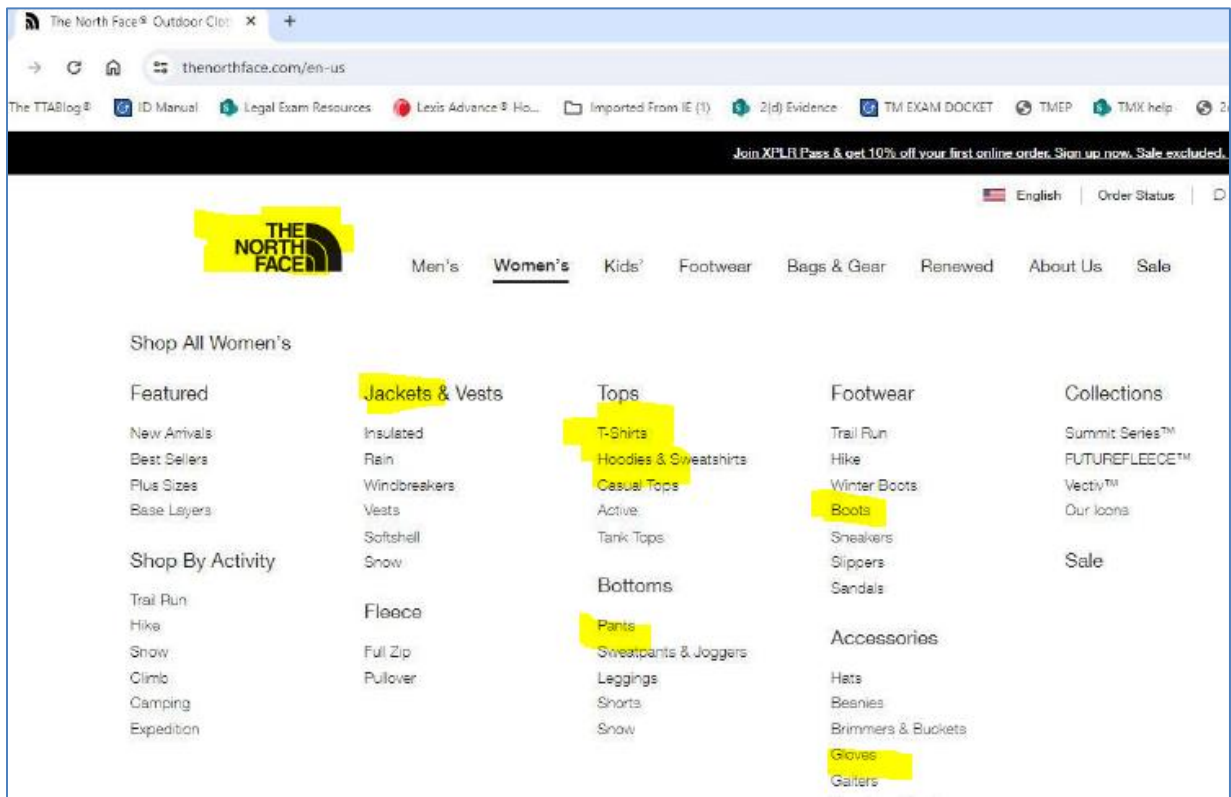 The North Face® Outdoor Clot
thenorthface.com/en-us
The TTABlog® ID Manual Legal Exam Resources Lexis Advance® Ho... Imported From IE (1) 2(d) Evidence TM EXAM DOCKET TMEP TMX help
Join XPLR Pass & get 10% off your first online order. Sign up now. Sale excluded.
English Order Status
THE
NORTH
FACE
Men's Women's Kids' Footwear Bags & Gear Renewed About Us Sale
Shop All Women's
Featured
New Arrivals
Best Sellers
Plus Sizes
Base Layers
Shop By Activity
Trail Run
Hike
Snow
Climb
Camping
Expedition
Jackets & Vests
Insulated
Rain
Windbreakers
Vests
Softshell
Snow
Fleece
Full Zip
Pullover
Tops
T-Shirts
Hoodies & Sweatshirts
Casual Tops
Active
Tank Tops
Bottoms
Pants
Sweatpants & Joggers
Leggings
Shorts
Snow
Footwear
Trail Run
Hike
Winter Boots
Boots
Sneakers
Slippers
Sandals
Accessories
Hats
Beanies
Brimmers & Buckets
Gloves
Gaiters
Collections
Summit Series™
FUTUREFLEECE™
Vectiv™
Our Icons
Sale